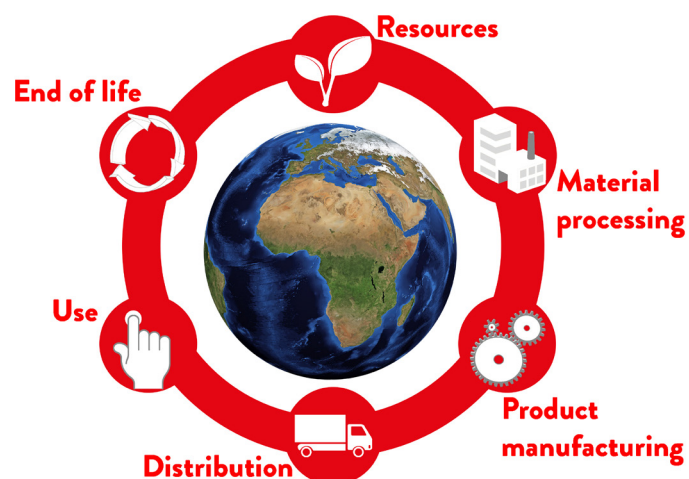 Resources
Material
processing
Product
manufacturing
Distribution
Use
End of life